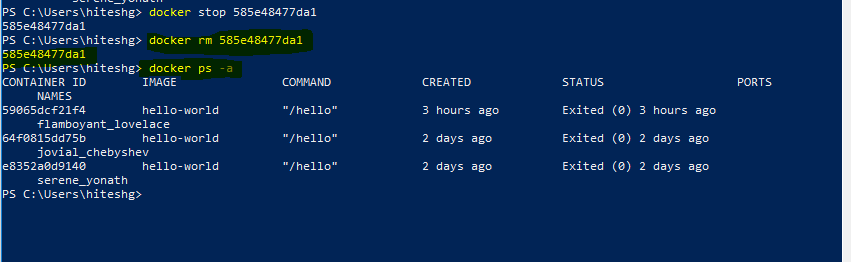 serene_yonath
PS C:\Users\hiteshg> docker stop 585e48477da1
585e48477da1
PS C:\Users\hiteshg> docker rm 585e48477da1
585e48477da1
PS C:\Users\hiteshg> docker ps -a
CONTAINER ID IMAGE COMMAND CREATED STATUS PORTS
NAMES
59065dcf21f4 hello-world "/hello" 3 hours ago Exited (0) 3 hours ago
flamboyant_lovelace
64f0815dd75b hello-world "/hello" 2 days ago Exited (0) 2 days ago
jovial_chebyshev
e8352a0d9140 hello-world "/hello" 2 days ago Exited (0) 2 days ago
serene_yonath
PS C:\Users\hiteshg>